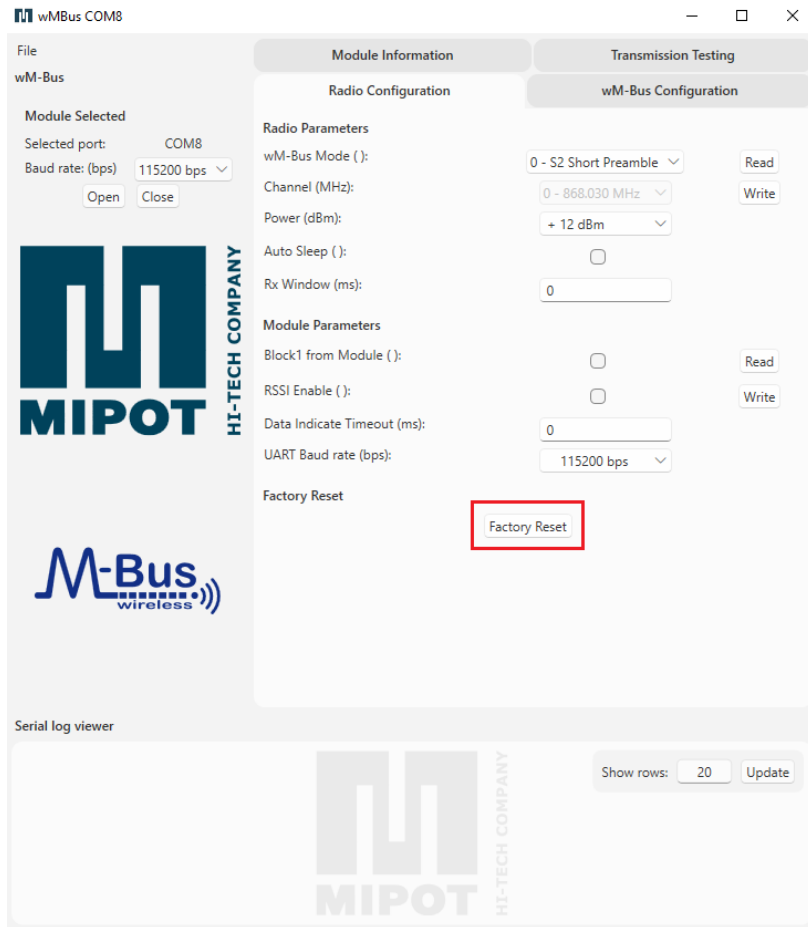 wMBus COM8
File
wM-Bus
Module Selected
Selected port: COM8
Baud rate: (bps) 115200 bps
Open Close
MIPOT
HI-TECH COMPANY
M-Bus
wireless
Module Information Transmission Testing
Radio Configuration wM-Bus Configuration
Radio Parameters
wM-Bus Mode ( ): 0 - S2 Short Preamble Read
Channel (MHz): 0 - 868.030 MHz Write
Power (dBm): + 12 dBm
Auto Sleep ( ):
Rx Window (ms): 0
Module Parameters
Block1 from Module ( ): Read
RSSI Enable ( ): Write
Data Indicate Timeout (ms): 0
UART Baud rate (bps): 115200 bps
Factory Reset
Factory Reset
Serial log viewer
Show rows: 20 Update
MIPOT
HI-TECH COMPANY